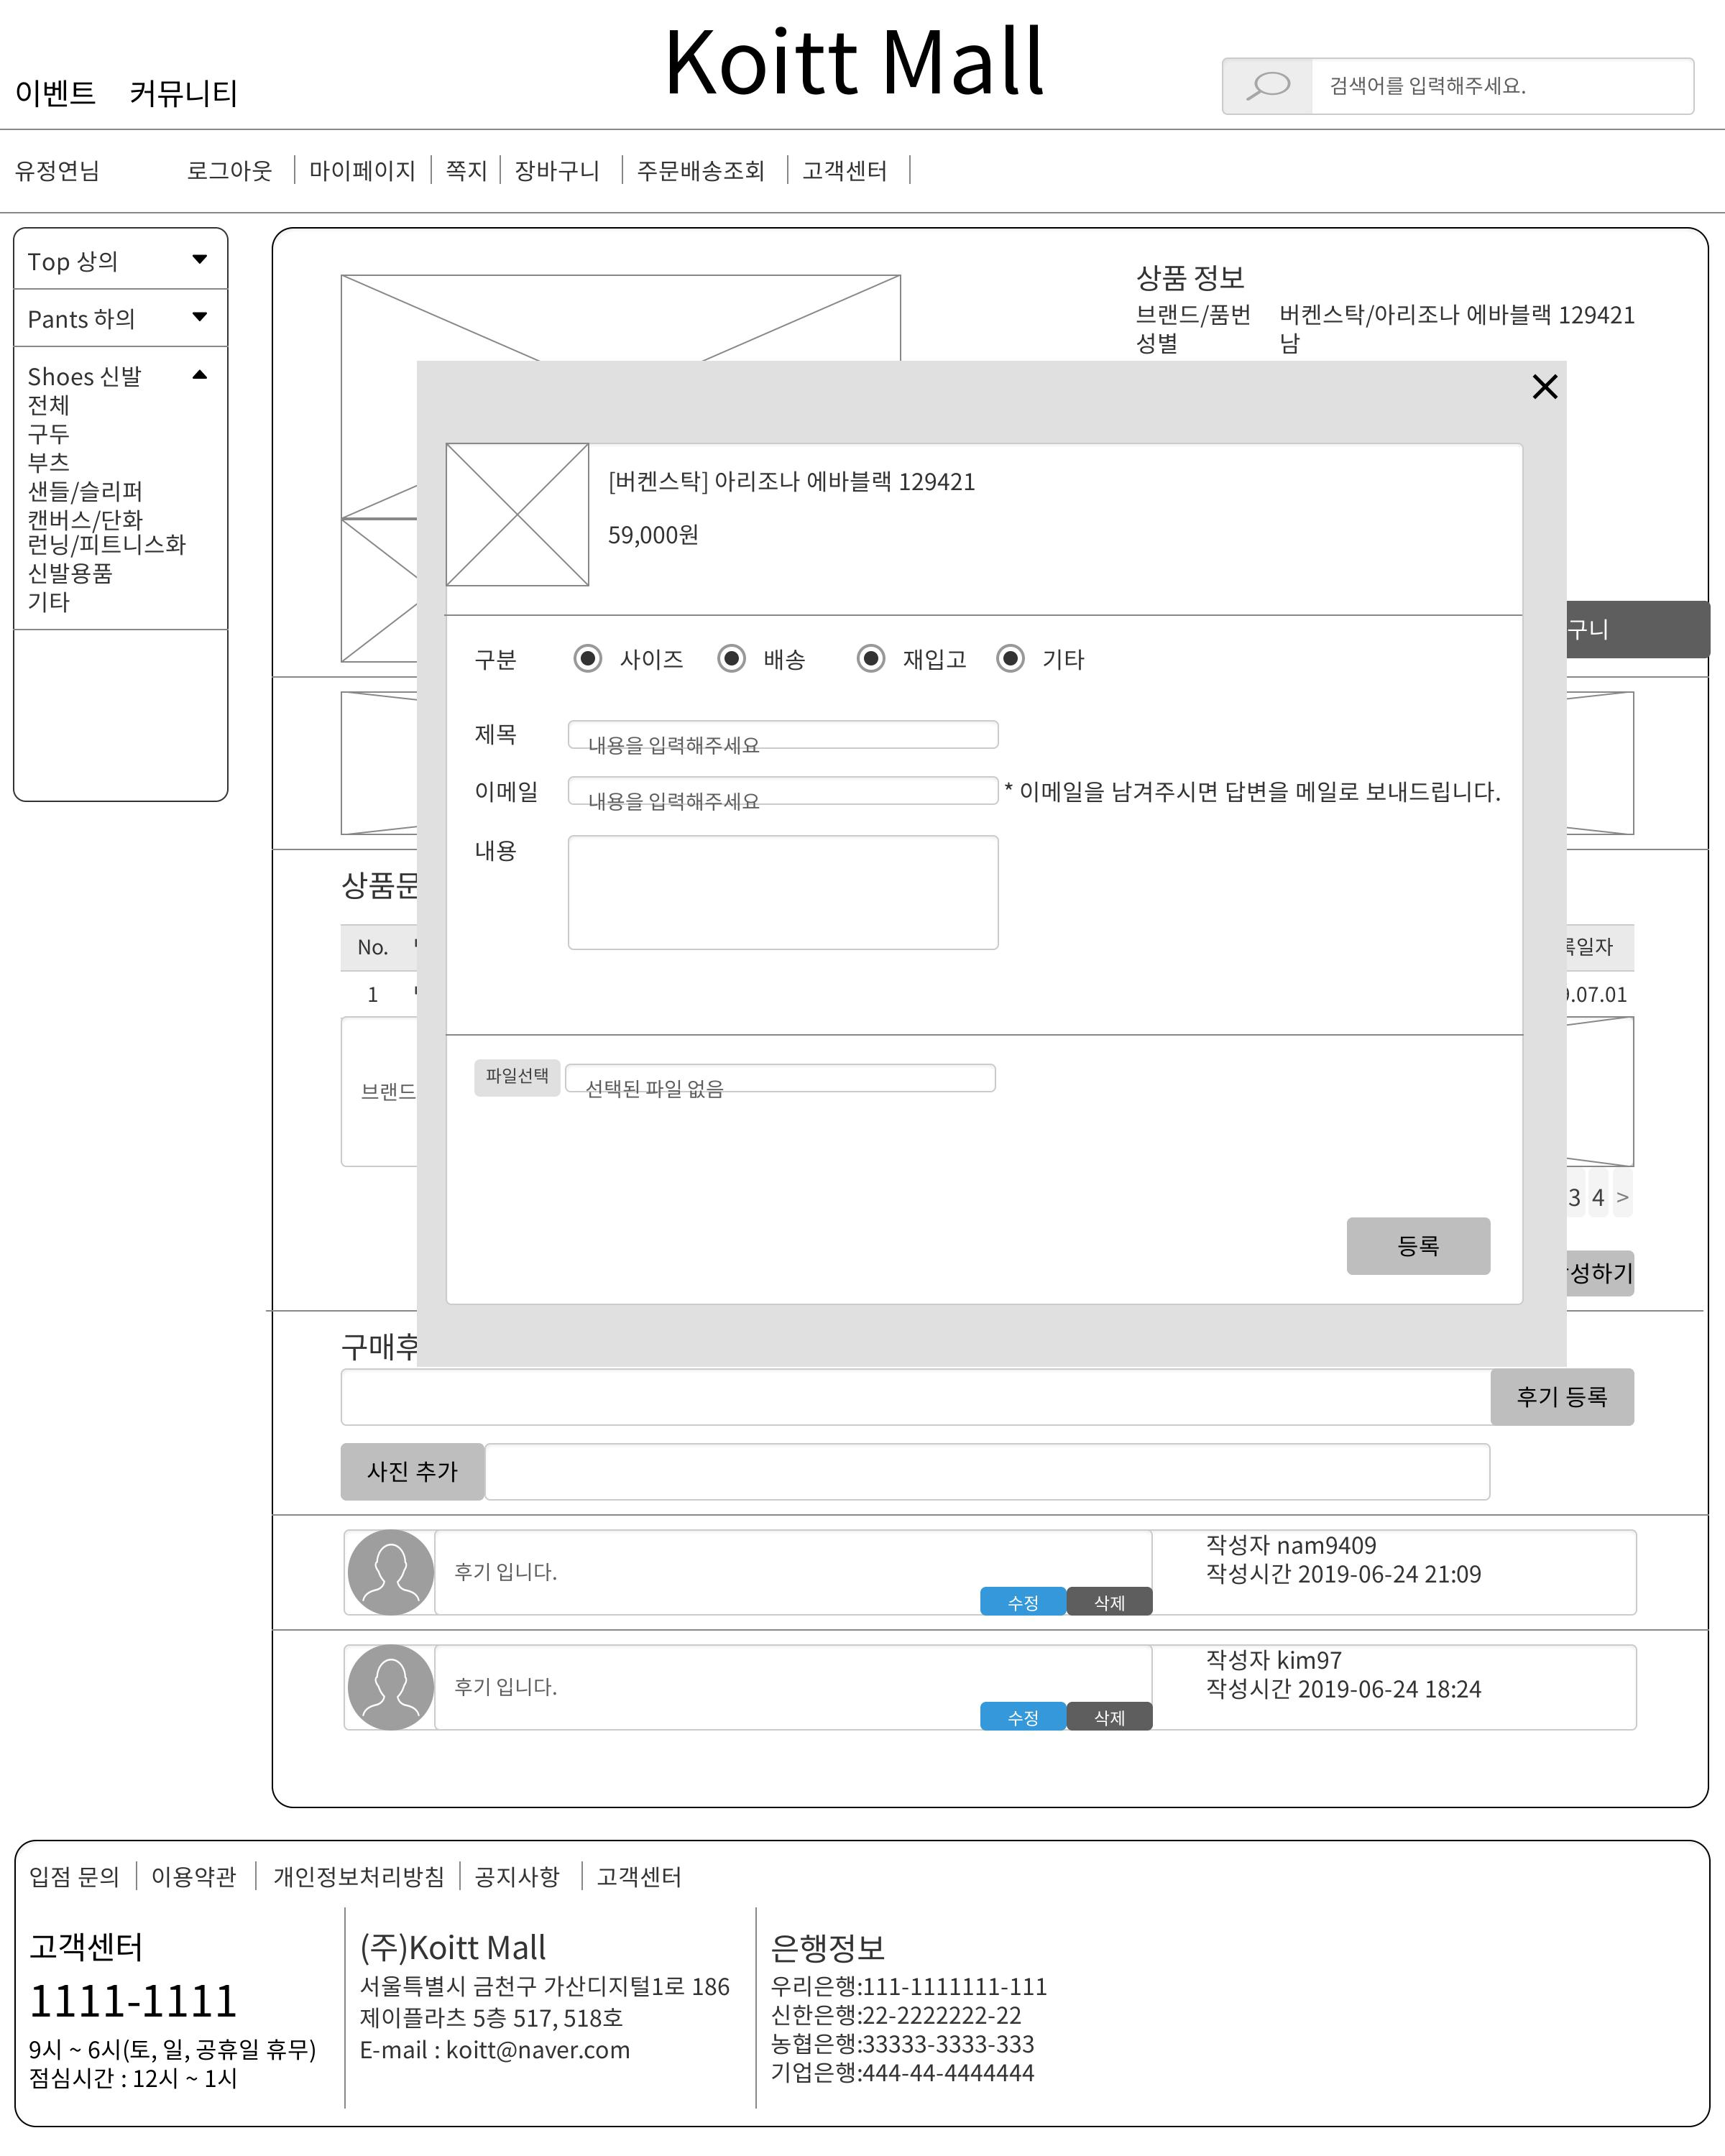 Koitt Mall
이벤트 커뮤니티
검색어를 입력해주세요.
유정연님 로그아웃 마이페이지 쪽지 장바구니 주문배송조회 고객센터
Top 상의
Pants 하의
Shoes 신발
전체
구두
부츠
샌들/슬리퍼
캔버스/단화
런닝/피트니스화
신발용품
기타
상품 정보
브랜드/품번 버켄스탁/아리조나 에바블랙 129421
성별 남
[버켄스탁] 아리조나 에바블랙 129421
59,000원
구니
구분 사이즈 배송 재입고 기타
제목 내용을 입력해주세요
이메일 내용을 입력해주세요 * 이메일을 남겨주시면 답변을 메일로 보내드립니다.
내용
상품문
No. 록일자
1 .07.01
브랜드
파일선택 선택된 파일 없음
3 4 >
등록
성하기
구매후
후기 등록
사진 추가
후기 입니다.
수정 삭제
작성자 nam9409
작성시간 2019-06-24 21:09
후기 입니다.
수정 삭제
작성자 kim97
작성시간 2019-06-24 18:24
입점 문의 이용약관 개인정보처리방침 공지사항 고객센터
고객센터
1111-1111
9시 ~ 6시(토, 일, 공휴일 휴무)
점심시간 : 12시 ~ 1시
(주)Koitt Mall
서울특별시 금천구 가산디지털1로 186
제이플라츠 5층 517, 518호
E-mail : koitt@naver.com
은행정보
우리은행:111-1111111-111
신한은행:22-2222222-22
농협은행:33333-3333-333
기업은행:444-44-4444444